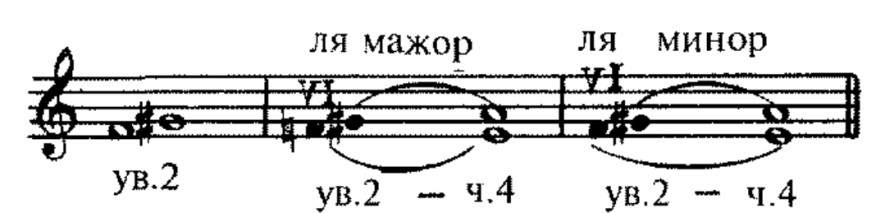 ля мажор ля минор
VI VI
ув.2 ув.2 – ч.4 ув.2 – ч.4